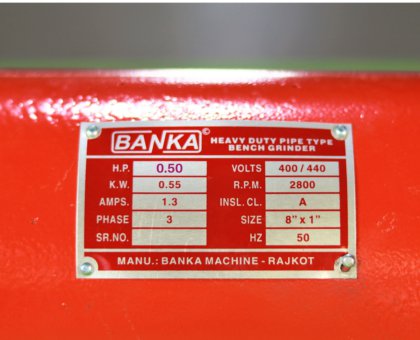 BANKA © HEAVY DUTY PIPE TYPE
BENCH GRINDER
H.P. 0.50 VOLTS 400 / 440
K.W. 0.55 R.P.M. 2800
AMPS. 1.3 INSL. CL. A
PHASE 3 SIZE 8" x 1"
SR.NO. HZ 50
MANU.: BANKA MACHINE - RAJKOT